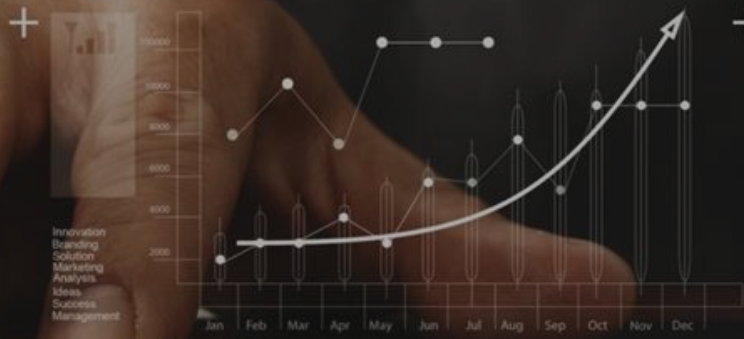 10000
8000
6000
4000
2000
Innovation
Branding
Solution
Marketing
Analysis
Ideas
Success
Management
Jan Feb Mar Apr May Jun Jul Aug Sep Oct Nov Dec